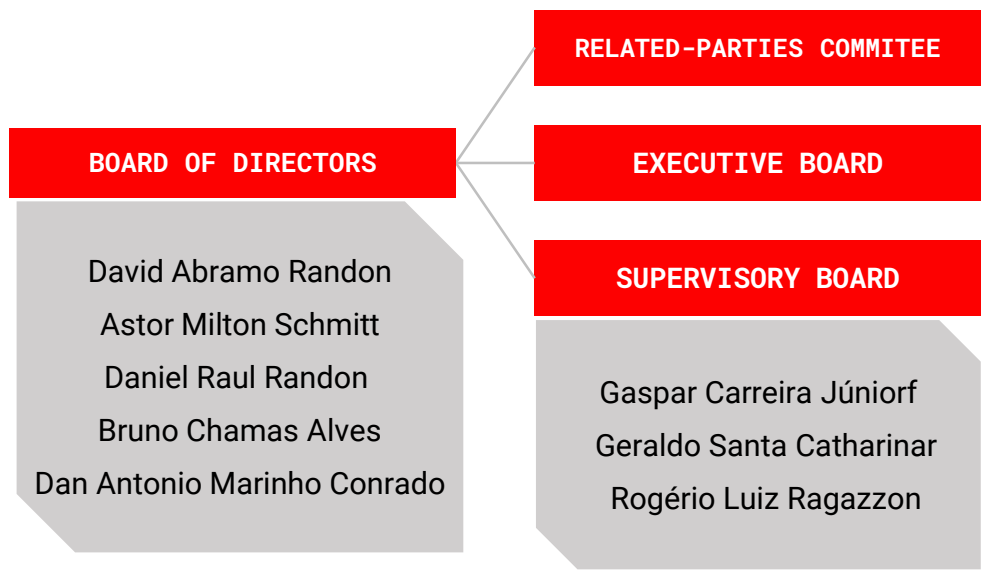 RELATED-PARTIES COMMITEE
BOARD OF DIRECTORS
EXECUTIVE BOARD
SUPERVISORY BOARD
David Abramo Randon
Astor Milton Schmitt
Daniel Raul Randon
Bruno Chamas Alves
Dan Antonio Marinho Conrado
Gaspar Carreira Júniorf
Geraldo Santa Catharinar
Rogério Luiz Ragazzon